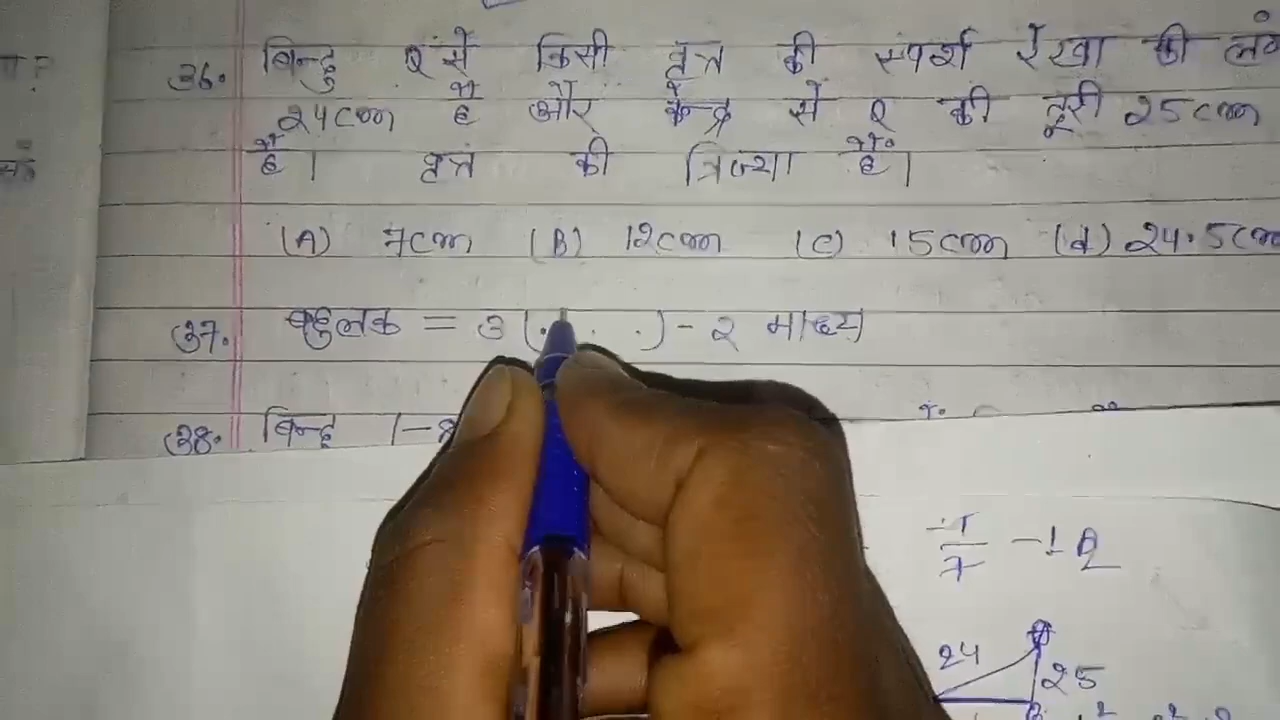 36. बिन्दु Q से किसी वृत्त की स्पर्श रेखा की लंब
24cm है और केन्द्र से Q की दूरी 25cm
है। वृत्त की त्रिज्या है।
(A) 7cm (B) 12cm (C) 15cm (d) 24.5cm
37. बहुलक = 3 (. . . .) - 2 माध्य
38. बिन्दु
24
25